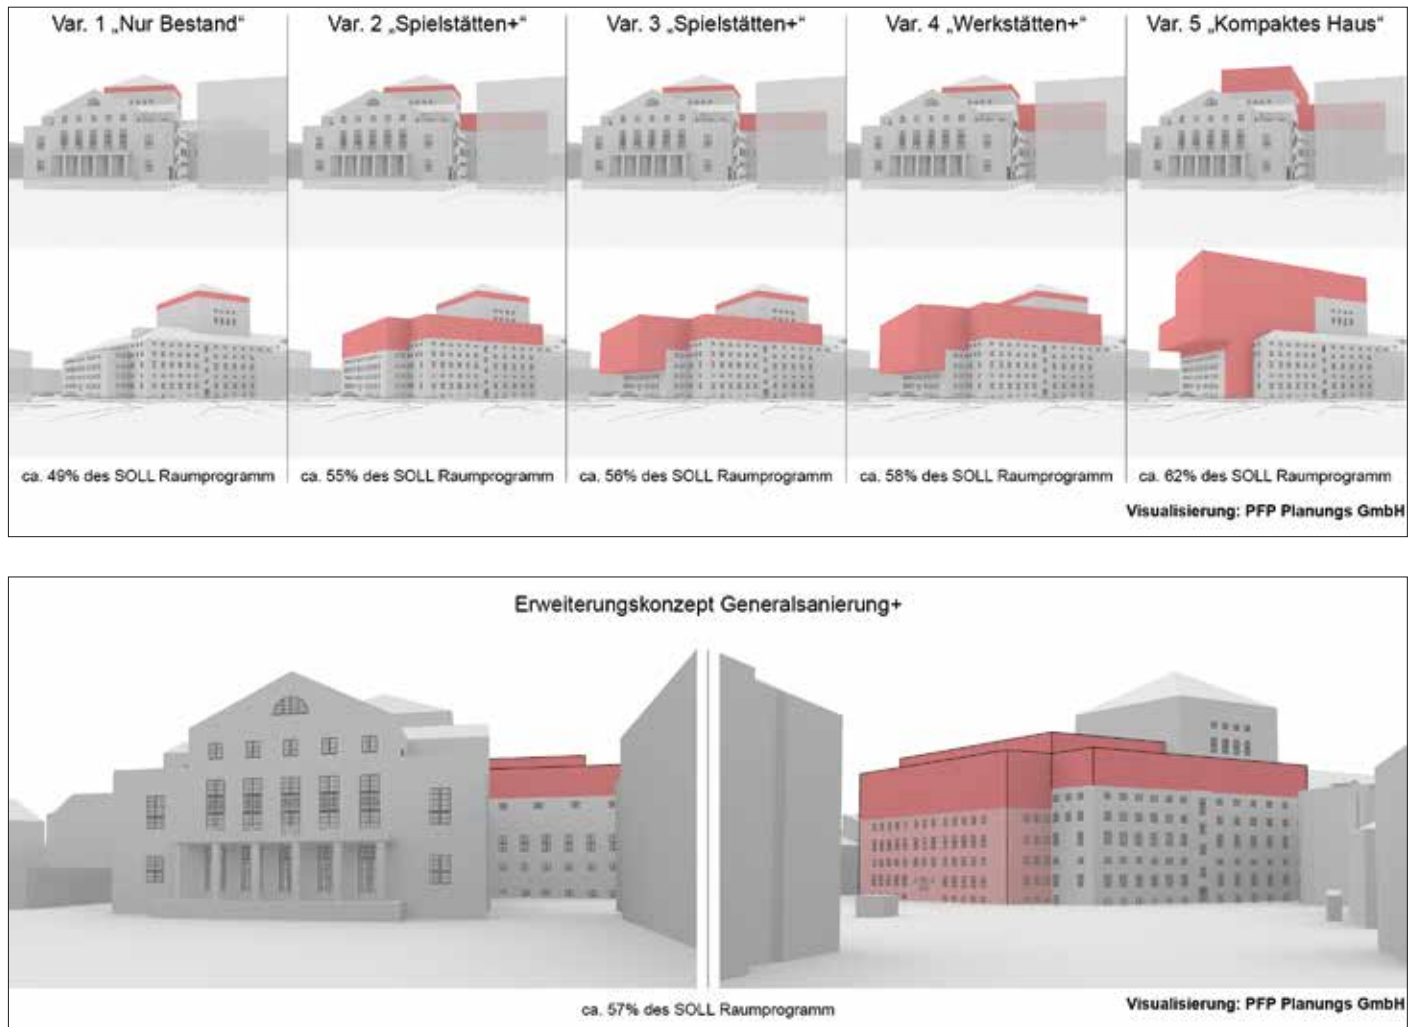 Var. 1 „Nur Bestand“
Var. 2 „Spielstätten+“
Var. 3 „Spielstätten+“
Var. 4 „Werkstätten+“
Var. 5 „Kompaktes Haus“
ca. 49% des SOLL Raumprogramm
ca. 55% des SOLL Raumprogramm
ca. 56% des SOLL Raumprogramm
ca. 58% des SOLL Raumprogramm
ca. 62% des SOLL Raumprogramm
Visualisierung: PFP Planungs GmbH
Erweiterungskonzept Generalsanierung+
ca. 57% des SOLL Raumprogramm
Visualisierung: PFP Planungs GmbH